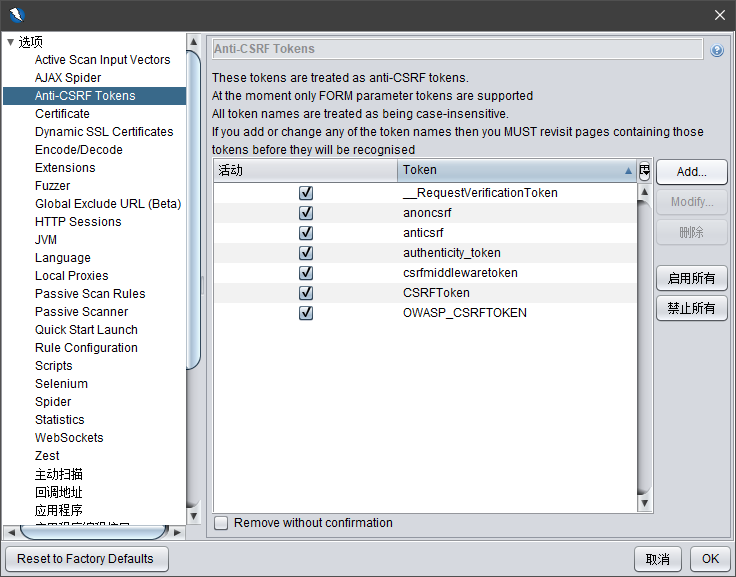 选项
Active Scan Input Vectors
AJAX Spider
Anti-CSRF Tokens
Certificate
Dynamic SSL Certificates
Encode/Decode
Extensions
Fuzzer
Global Exclude URL (Beta)
HTTP Sessions
JVM
Language
Local Proxies
Passive Scan Rules
Passive Scanner
Quick Start Launch
Rule Configuration
Scripts
Selenium
Spider
Statistics
WebSockets
Zest
主动扫描
回调地址
应用程序
Anti-CSRF Tokens
These tokens are treated as anti-CSRF tokens.
At the moment only FORM parameter tokens are supported
All token names are treated as being case-insensitive.
If you add or change any of the token names then you MUST revisit pages containing those
tokens before they will be recognised
活动 Token
__RequestVerificationToken
anoncsrf
anticsrf
authenticity_token
csrfmiddlewaretoken
CSRFToken
OWASP_CSRFTOKEN
Add...
Modify...
删除
启用所有
禁止所有
Remove without confirmation
Reset to Factory Defaults
取消
OK